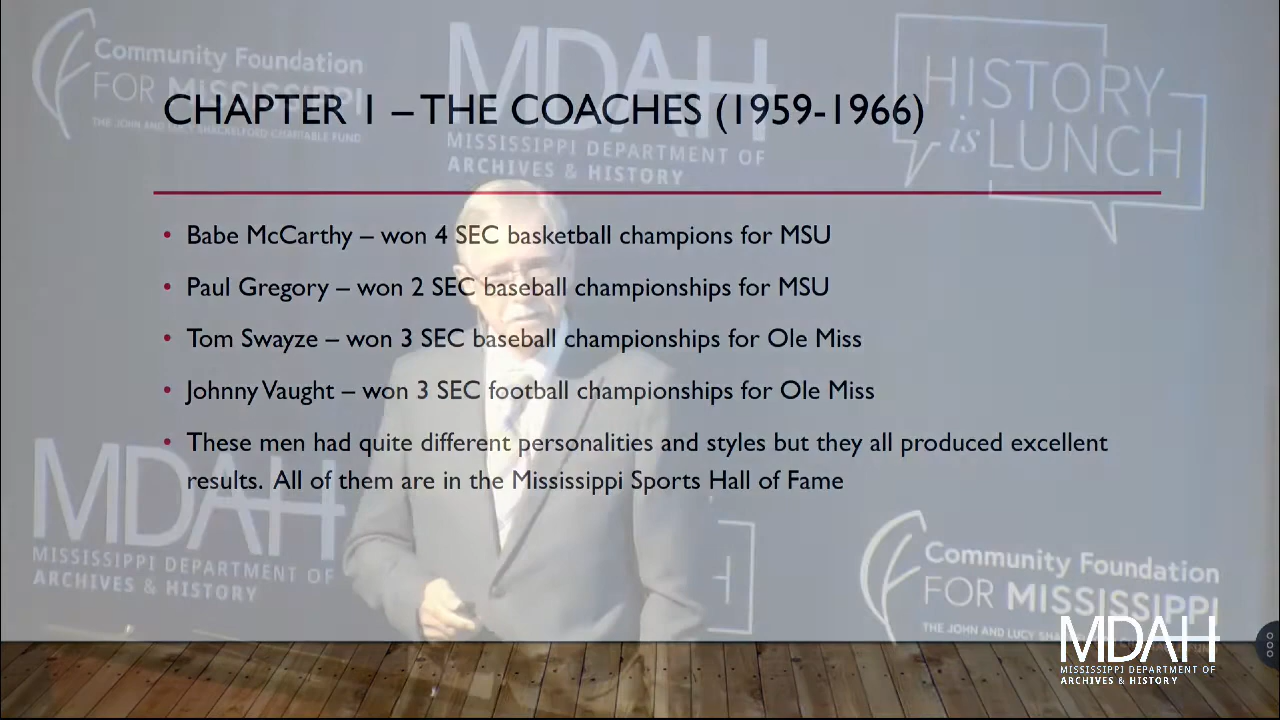 Community Foundation
FOR MISSISSIPPI
THE JOHN AND LUCY SHACKELFORD CHARITABLE FUND
MDAH
MISSISSIPPI DEPARTMENT OF
ARCHIVES & HISTORY
HISTORY
is LUNCH
CHAPTER 1 – THE COACHES (1959-1966)
• Babe McCarthy – won 4 SEC basketball champions for MSU
• Paul Gregory – won 2 SEC baseball championships for MSU
• Tom Swayze – won 3 SEC baseball championships for Ole Miss
• Johnny Vaught – won 3 SEC football championships for Ole Miss
• These men had quite different personalities and styles but they all produced excellent
results. All of them are in the Mississippi Sports Hall of Fame
MDAH
MISSISSIPPI DEPARTMENT OF
ARCHIVES & HISTORY
Community Foundation
FOR MISSISSIPPI
THE JOHN AND LUCY
MDAH
MISSISSIPPI DEPARTMENT OF
ARCHIVES & HISTORY